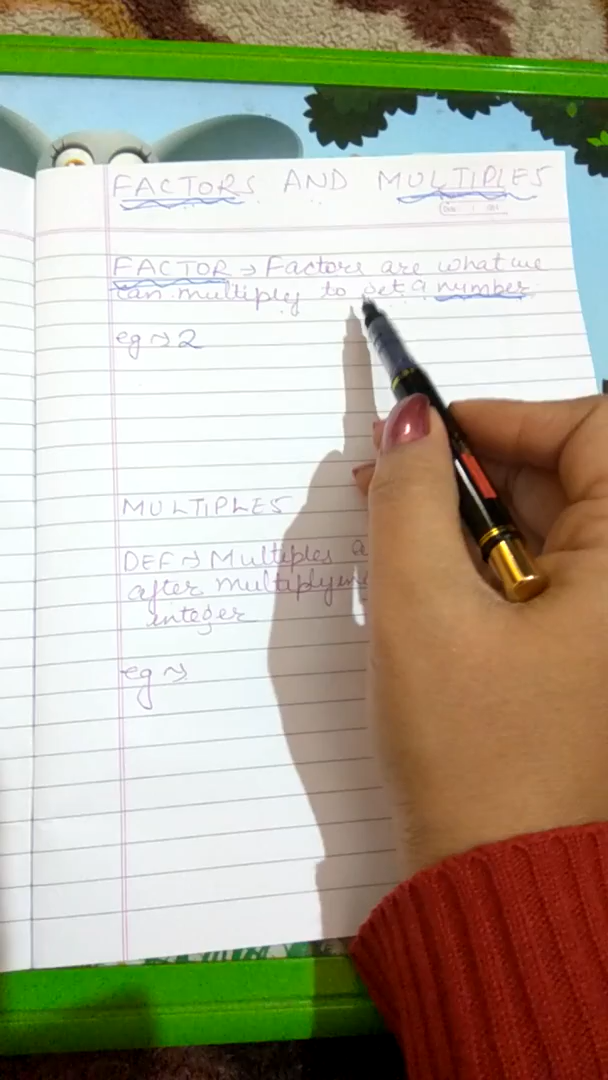 FACTORS AND MULTIPLES
FACTOR → Factors are what we
can multiply to get a number
eg ~> 2
MULTIPLES
DEF → Multiples
after multiplying
integer
eg ~>